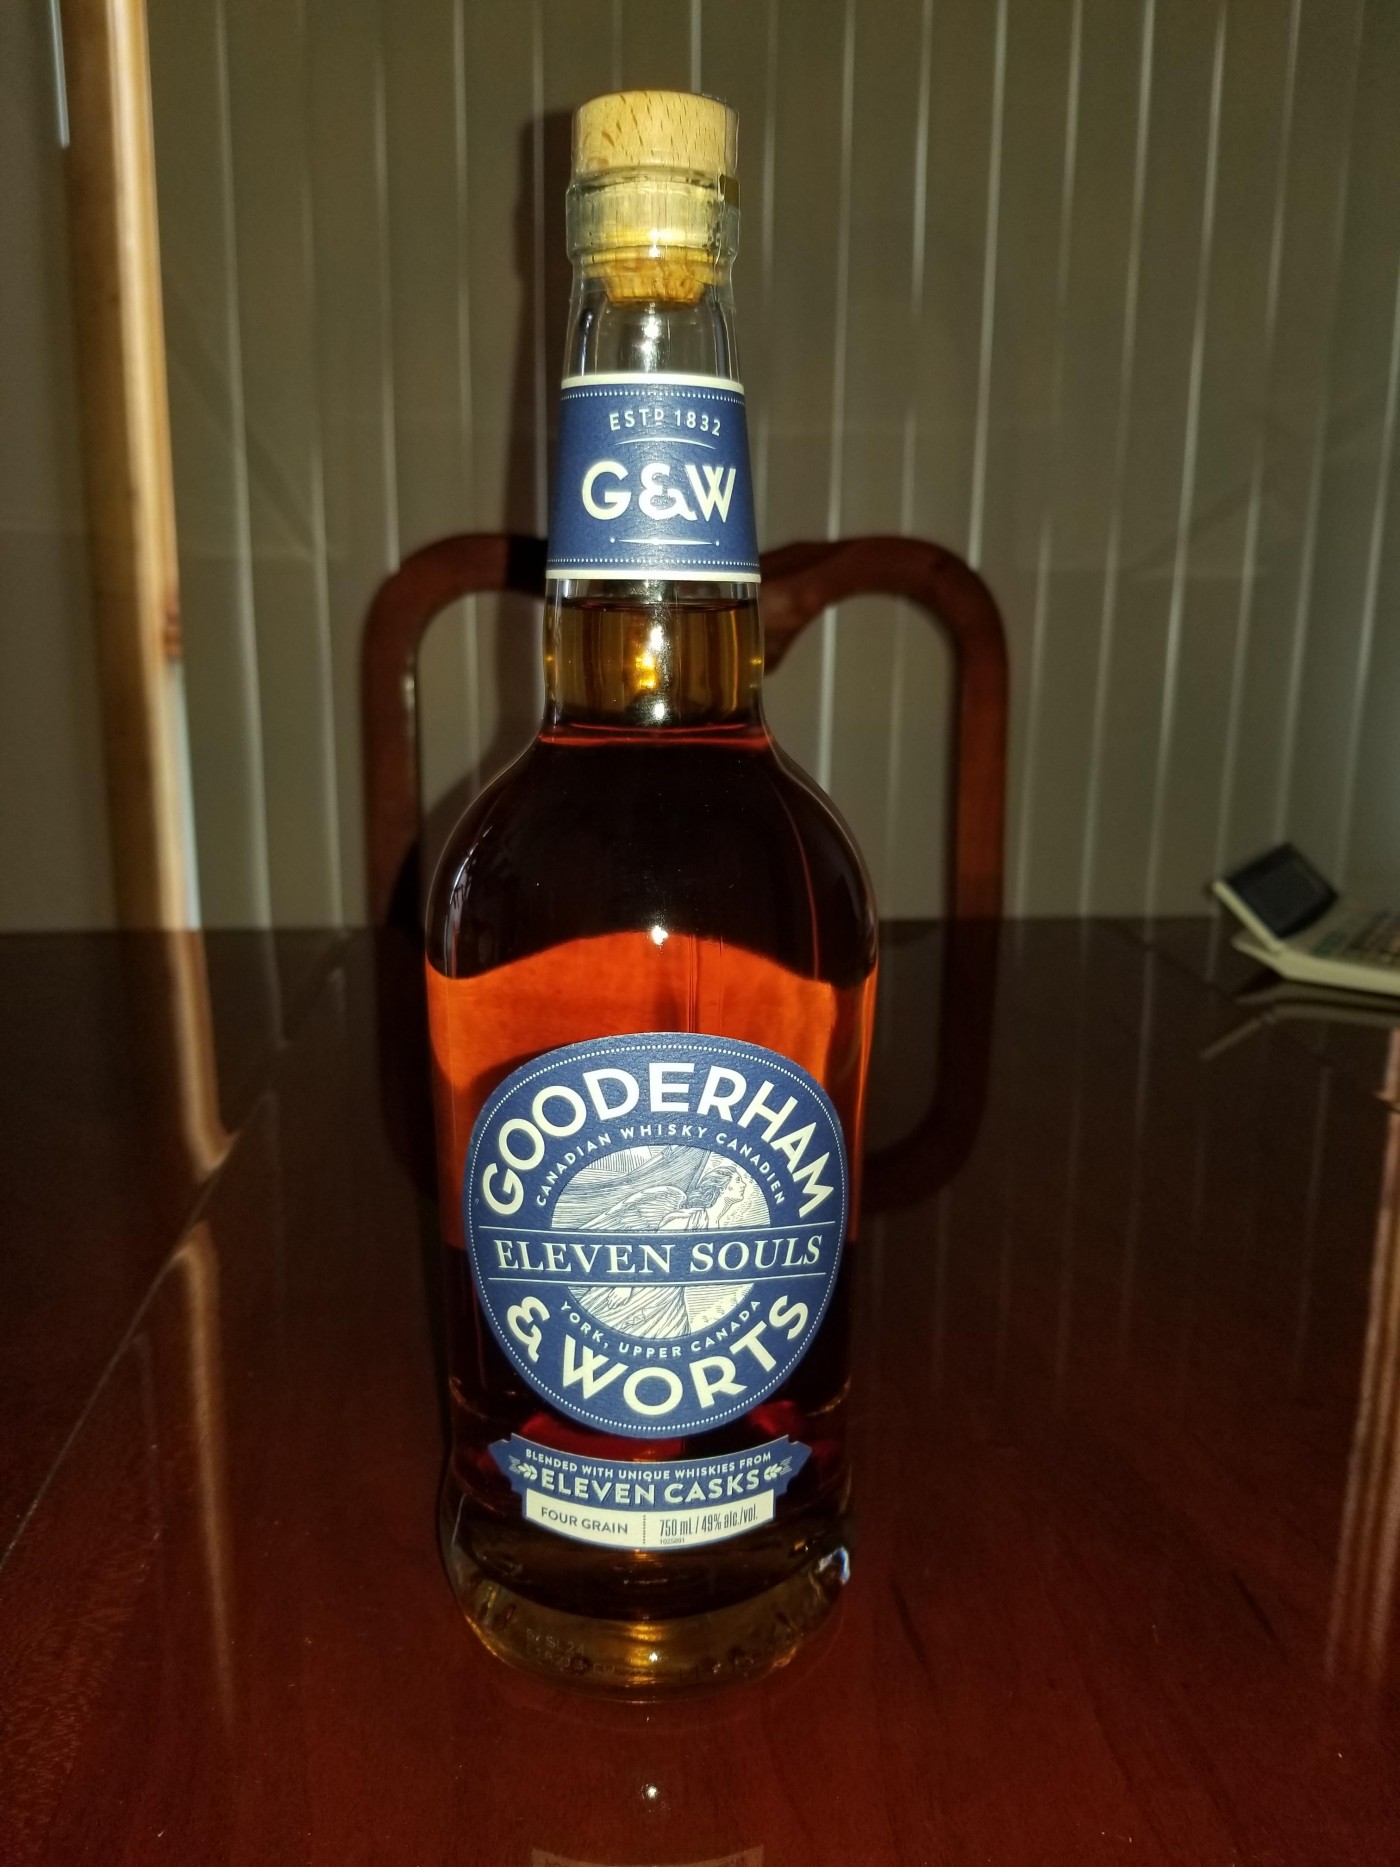 ESTD 1832
G&W
GOODERHAM
CANADIAN WHISKY CANADIEN
ELEVEN SOULS
YORK, UPPER CANADA
& WORTS
BLENDED WITH UNIQUE WHISKIES FROM
ELEVEN CASKS
FOUR GRAIN
750 mL / 49% alc./vol.